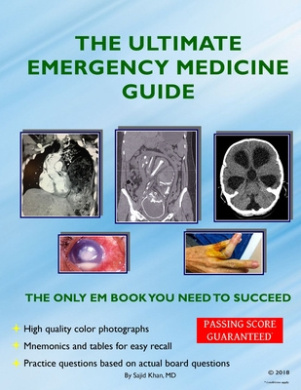 THE ULTIMATE
EMERGENCY MEDICINE
GUIDE
THE ONLY EM BOOK YOU NEED TO SUCCEED
High quality color photographs
Mnemonics and tables for easy recall
Practice questions based on actual board questions
PASSING SCORE
GUARANTEED
By Sajid Khan, MD
© 2018